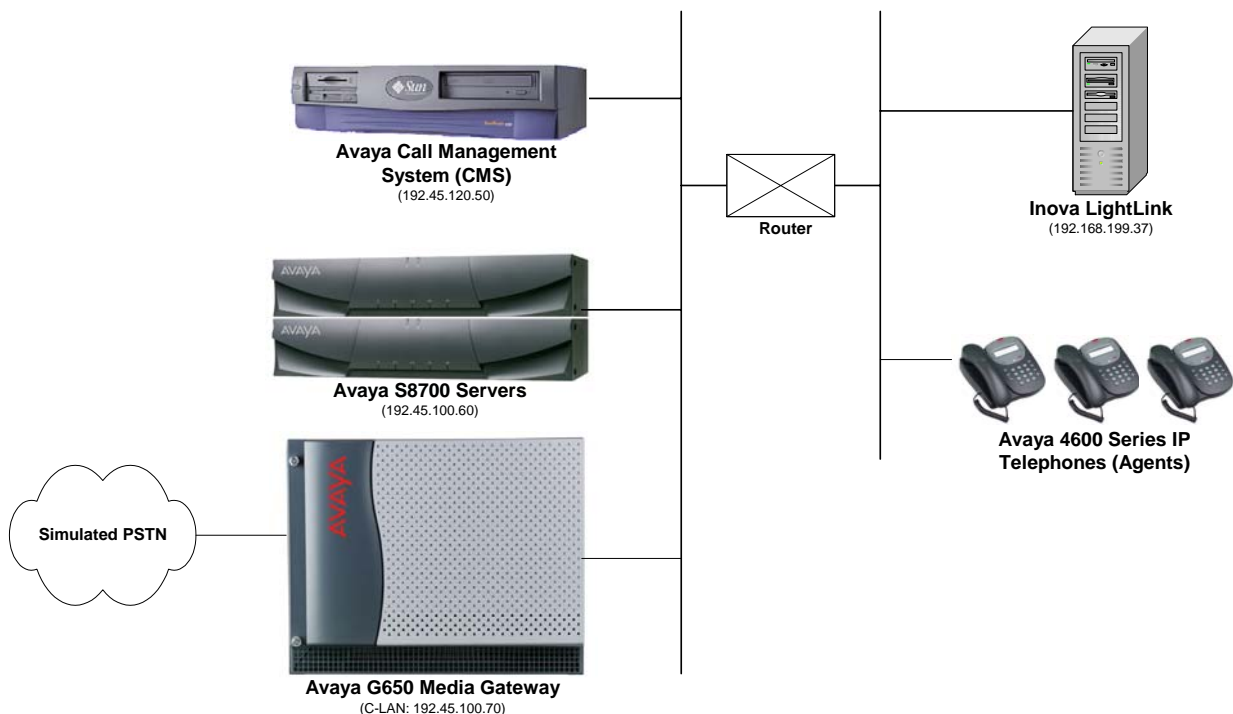 Sun
Avaya Call Management
System (CMS)
(192.45.120.50)
AVAYA
AVAYA
Avaya S8700 Servers
(192.45.100.60)
Simulated PSTN
AVAYA
Avaya G650 Media Gateway
(C-LAN: 192.45.100.70)
Router
Inova LightLink
(192.168.199.37)
Avaya 4600 Series IP
Telephones (Agents)